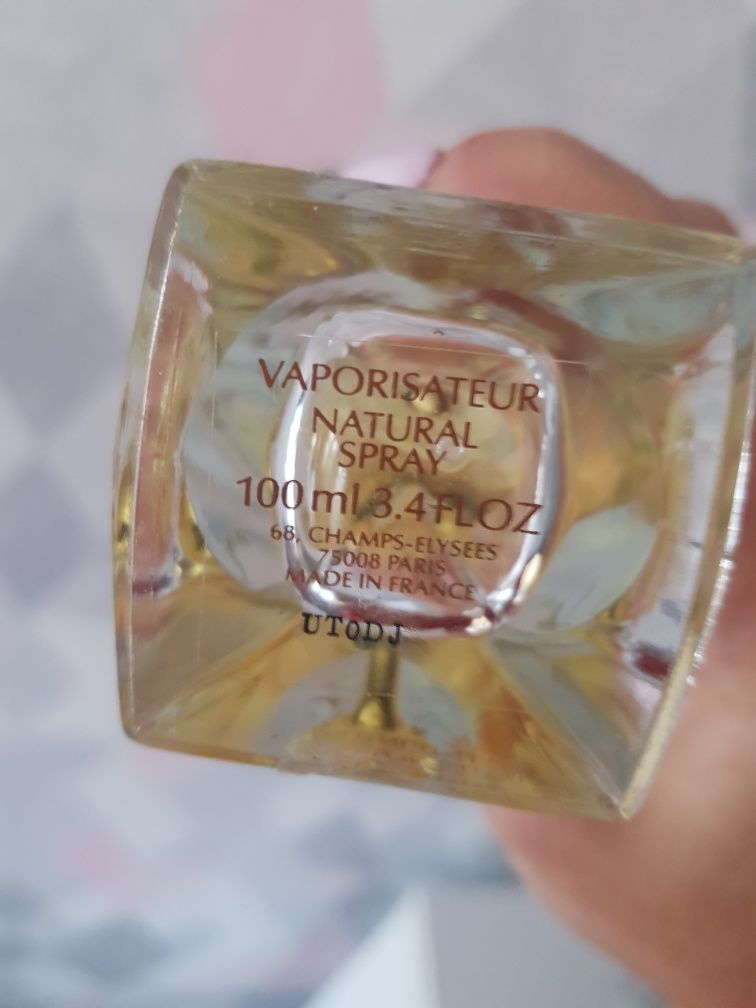 VAPORISATEUR
NATURAL
SPRAY
100 ml 3.4 FLOZ
68, CHAMPS-ELYSEES
75008 PARIS
MADE IN FRANCE
UT0DJ